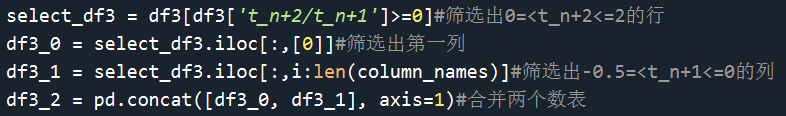 select_df3 = df3[df3['t_n+2/t_n+1']>=0]#筛选出0=<t_n+2<=2的行
df3_0 = select_df3.iloc[:,[0]]#筛选出第一列
df3_1 = select_df3.iloc[:,i:len(column_names)]#筛选出-0.5=<t_n+1<=0的列
df3_2 = pd.concat([df3_0, df3_1], axis=1)#合并两个数表